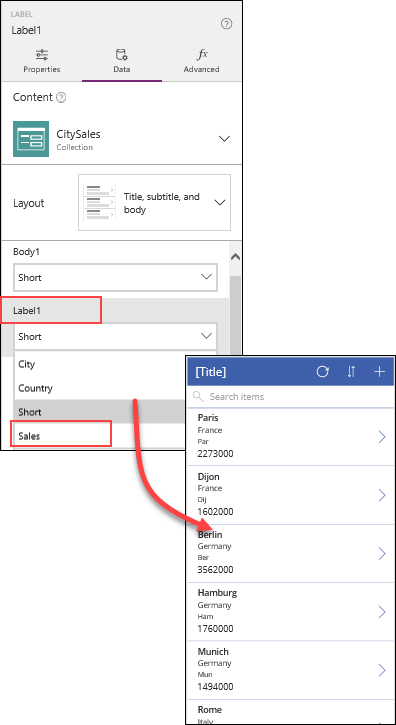 LABEL
Label1
Properties
Data
fx
Advanced
Content
CitySales
Collection
Layout
Title, subtitle, and
body
Body1
Short
Label1
Short
City
Country
Short
Sales
[Title]
Search items
Paris
France
Par
2273000
Dijon
France
Dij
1602000
Berlin
Germany
Ber
3562000
Hamburg
Germany
Ham
1760000
Munich
Germany
Mun
1494000
Rome
Italy